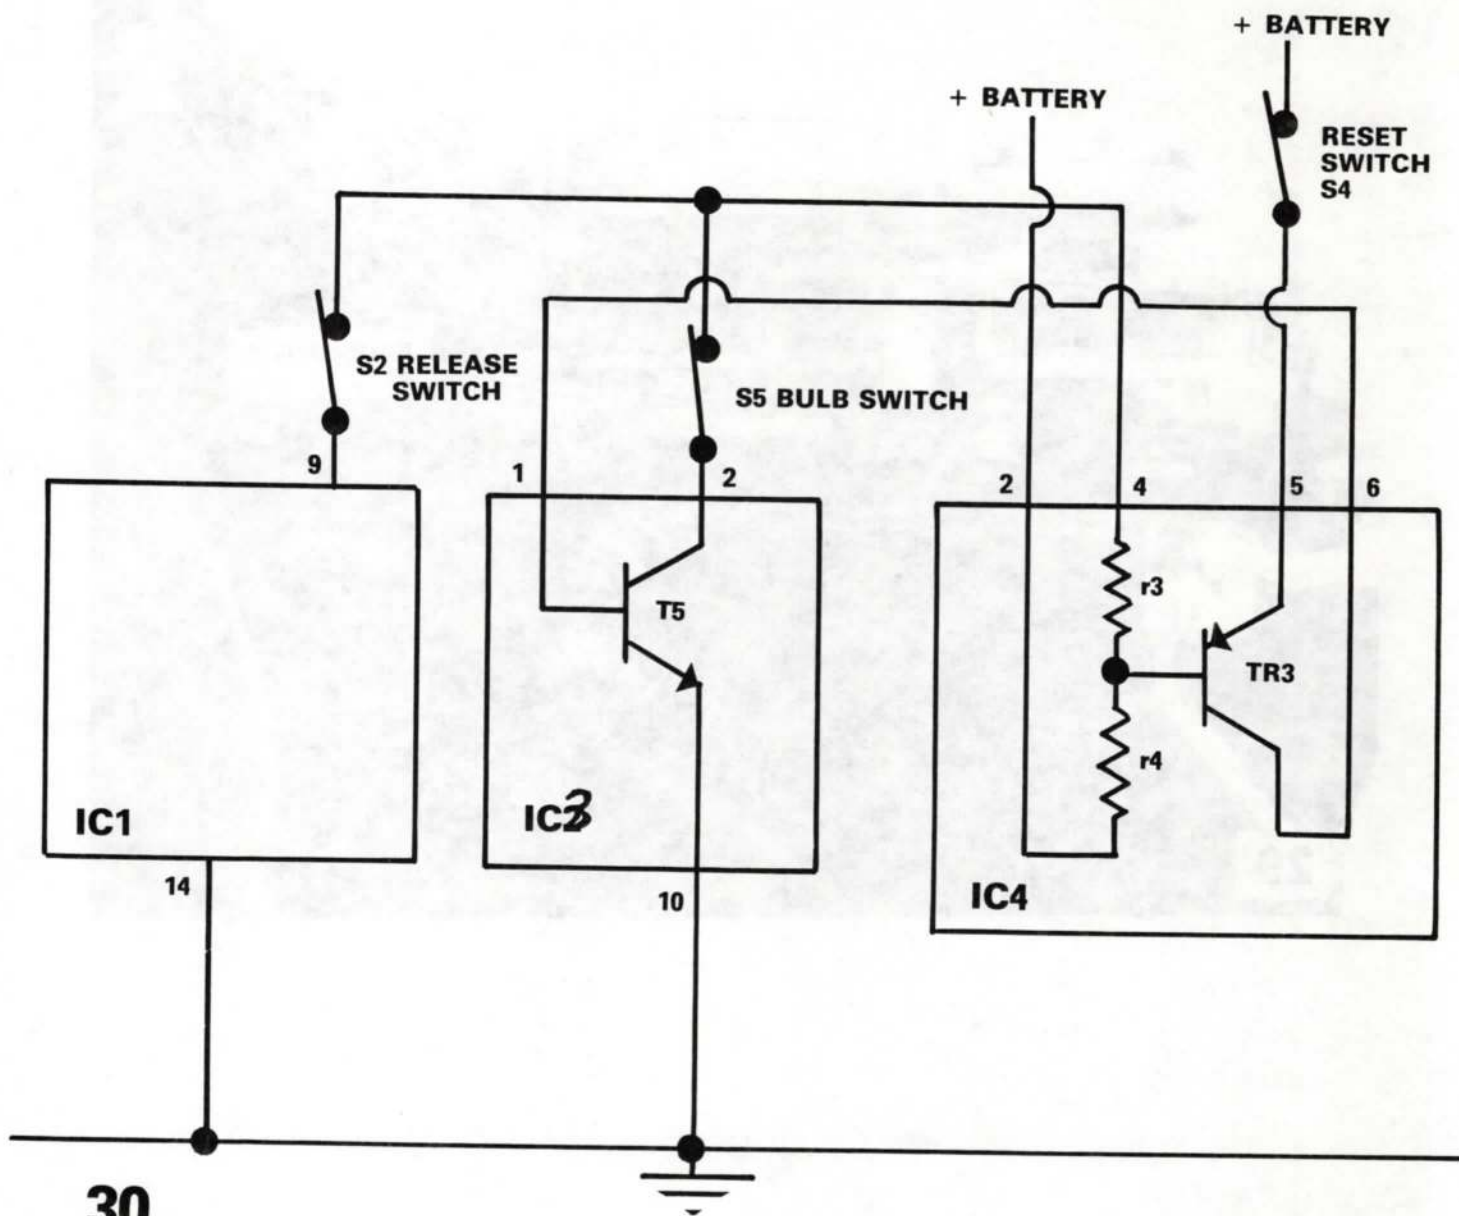 + BATTERY
+ BATTERY
RESET
SWITCH
S4
S2 RELEASE
SWITCH
S5 BULB SWITCH
9
1
2
2
4
5
6
r3
T5
TR3
r4
IC1
IC3
IC4
14
10
30